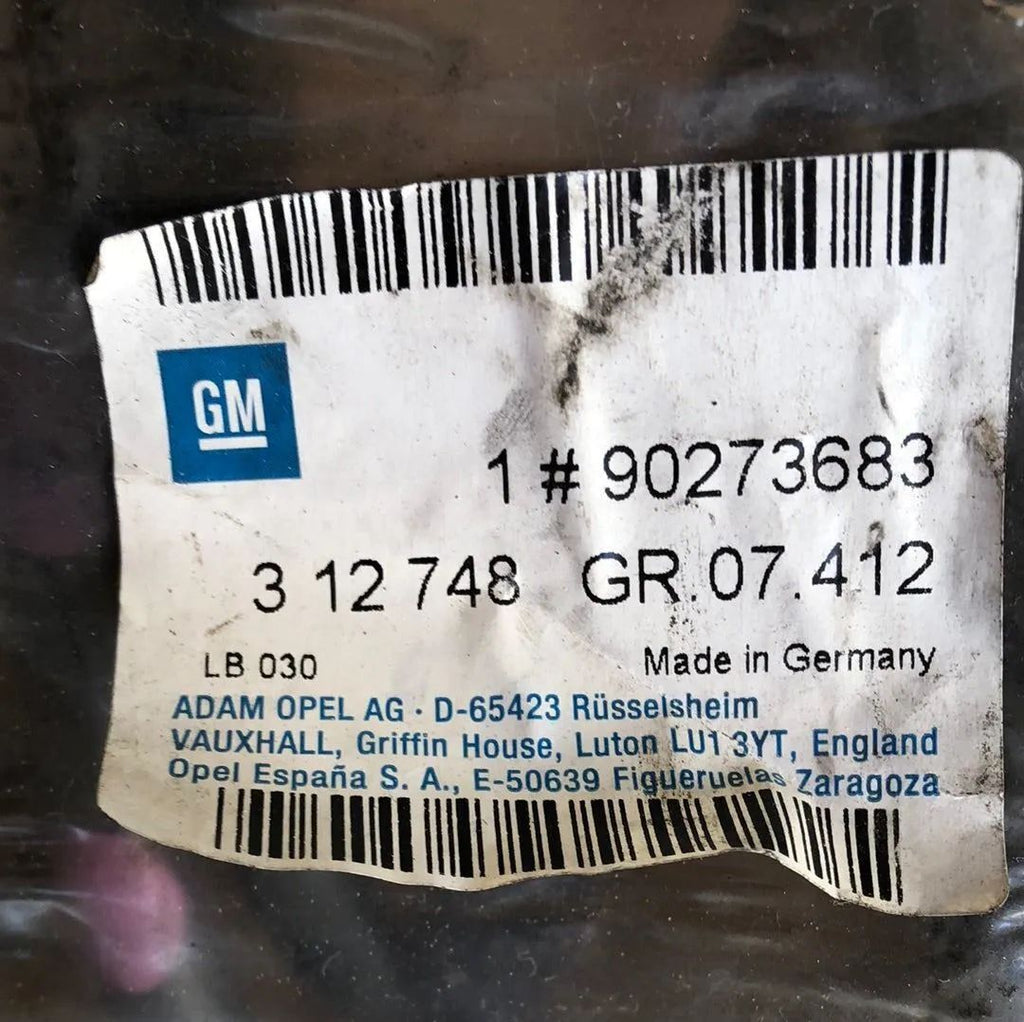 GM
1 # 90273683
3 12 748 GR.07.412
LB 030 Made in Germany
ADAM OPEL AG · D-65423 Rüsselsheim
VAUXHALL, Griffin House, Luton LU1 3YT, England
Opel España S. A., E-50639 Figueruelas Zaragoza